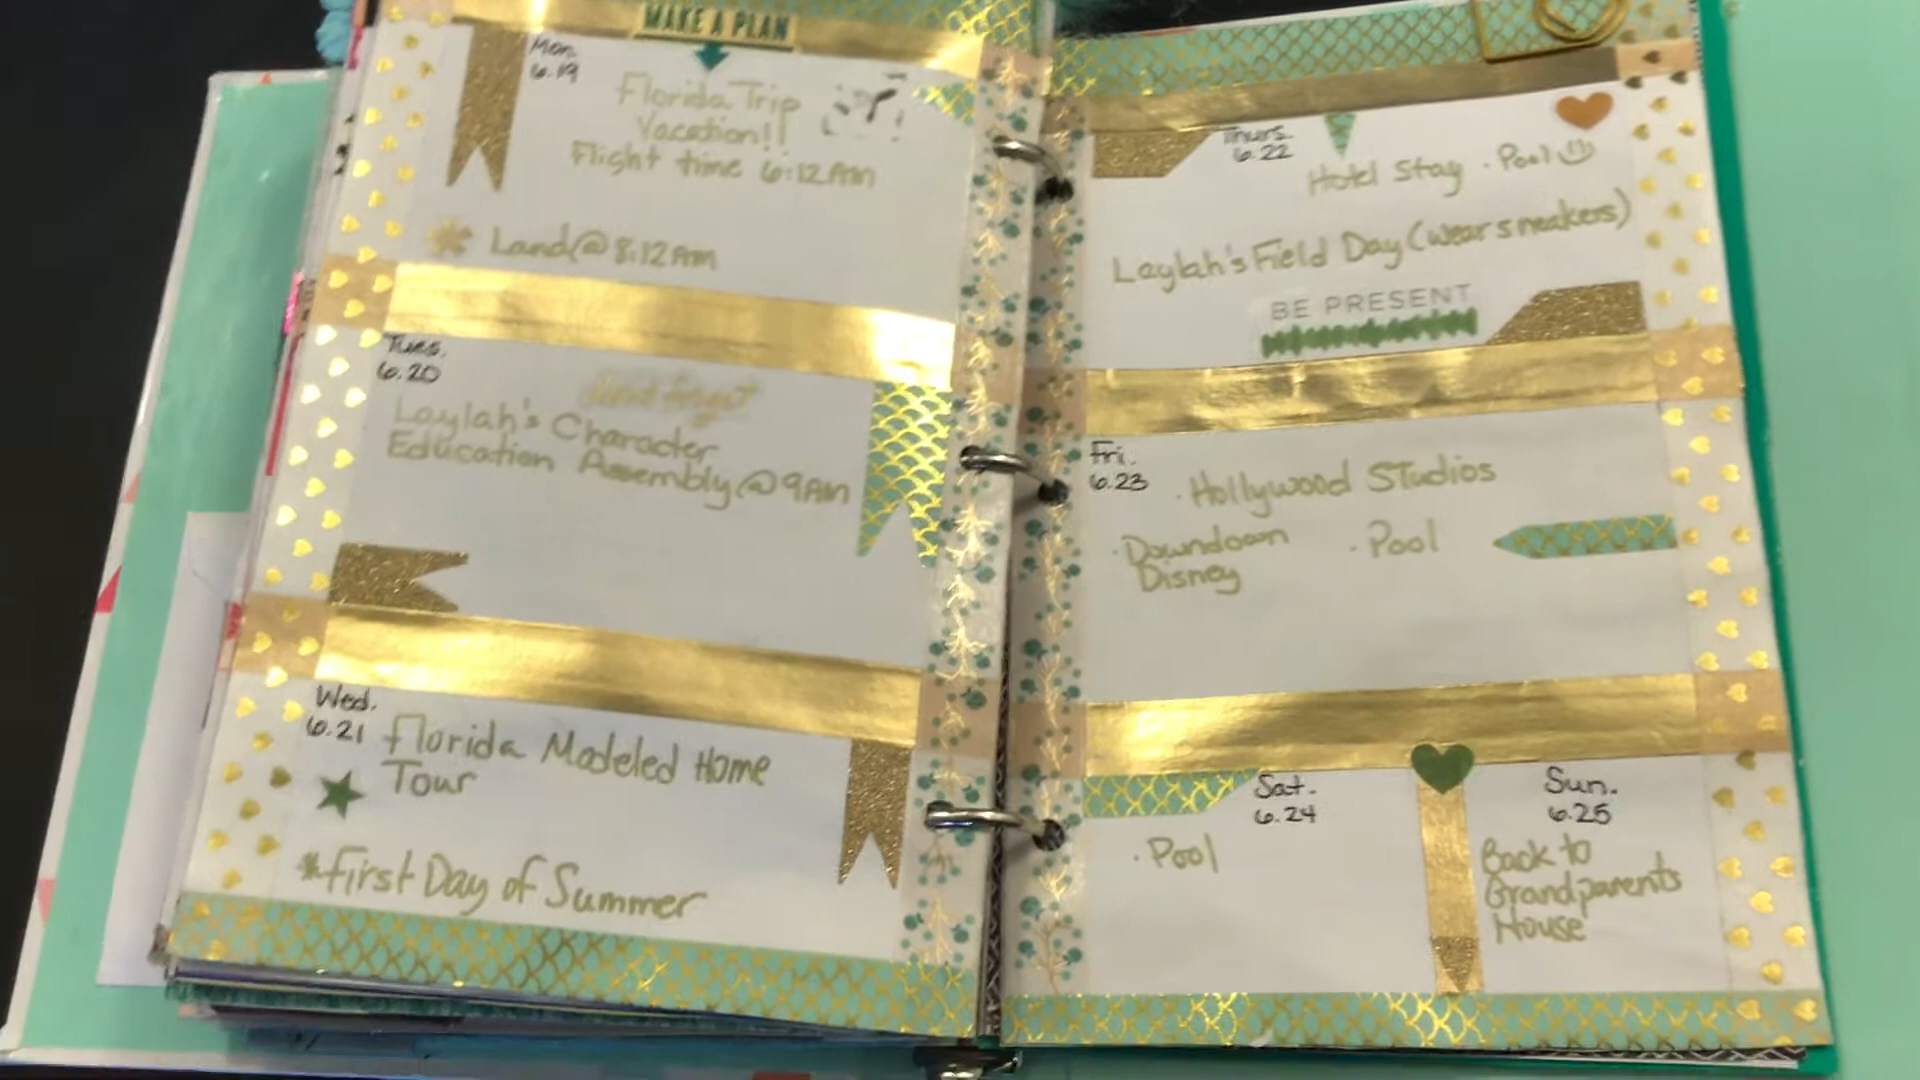 MAKE A PLAN
Mon.
6.19
Florida Trip
Vacation!!
Flight time 6:12Am
Land@8:12Am
Tues.
6.20
dont forget
Laylah's Character
Education Assembly@9Am
Wed.
6.21
Florida Modeled Home
Tour
*First Day of Summer
Thurs.
6.22
Hotel Stay · Pool
Laylah's Field Day (wear sneakers)
BE PRESENT
Fri.
6.23
· Hollywood Studios
· Downdown
Disney
· Pool
Sat.
6.24
· Pool
Sun.
6.25
Back to
Grandparents
House